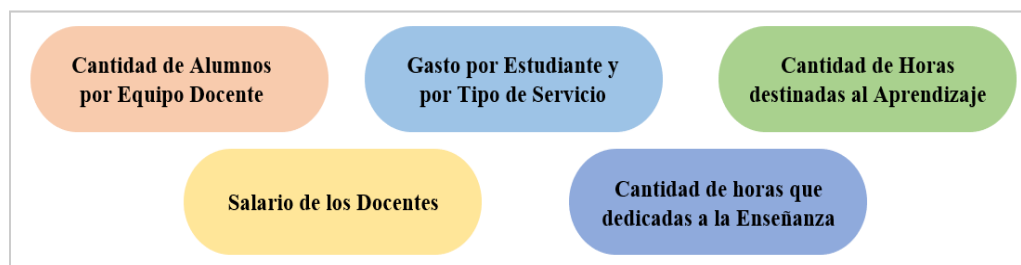 Cantidad de Alumnos
por Equipo Docente
Gasto por Estudiante y
por Tipo de Servicio
Cantidad de Horas
destinadas al Aprendizaje
Salario de los Docentes
Cantidad de horas que
dedicadas a la Enseñanza